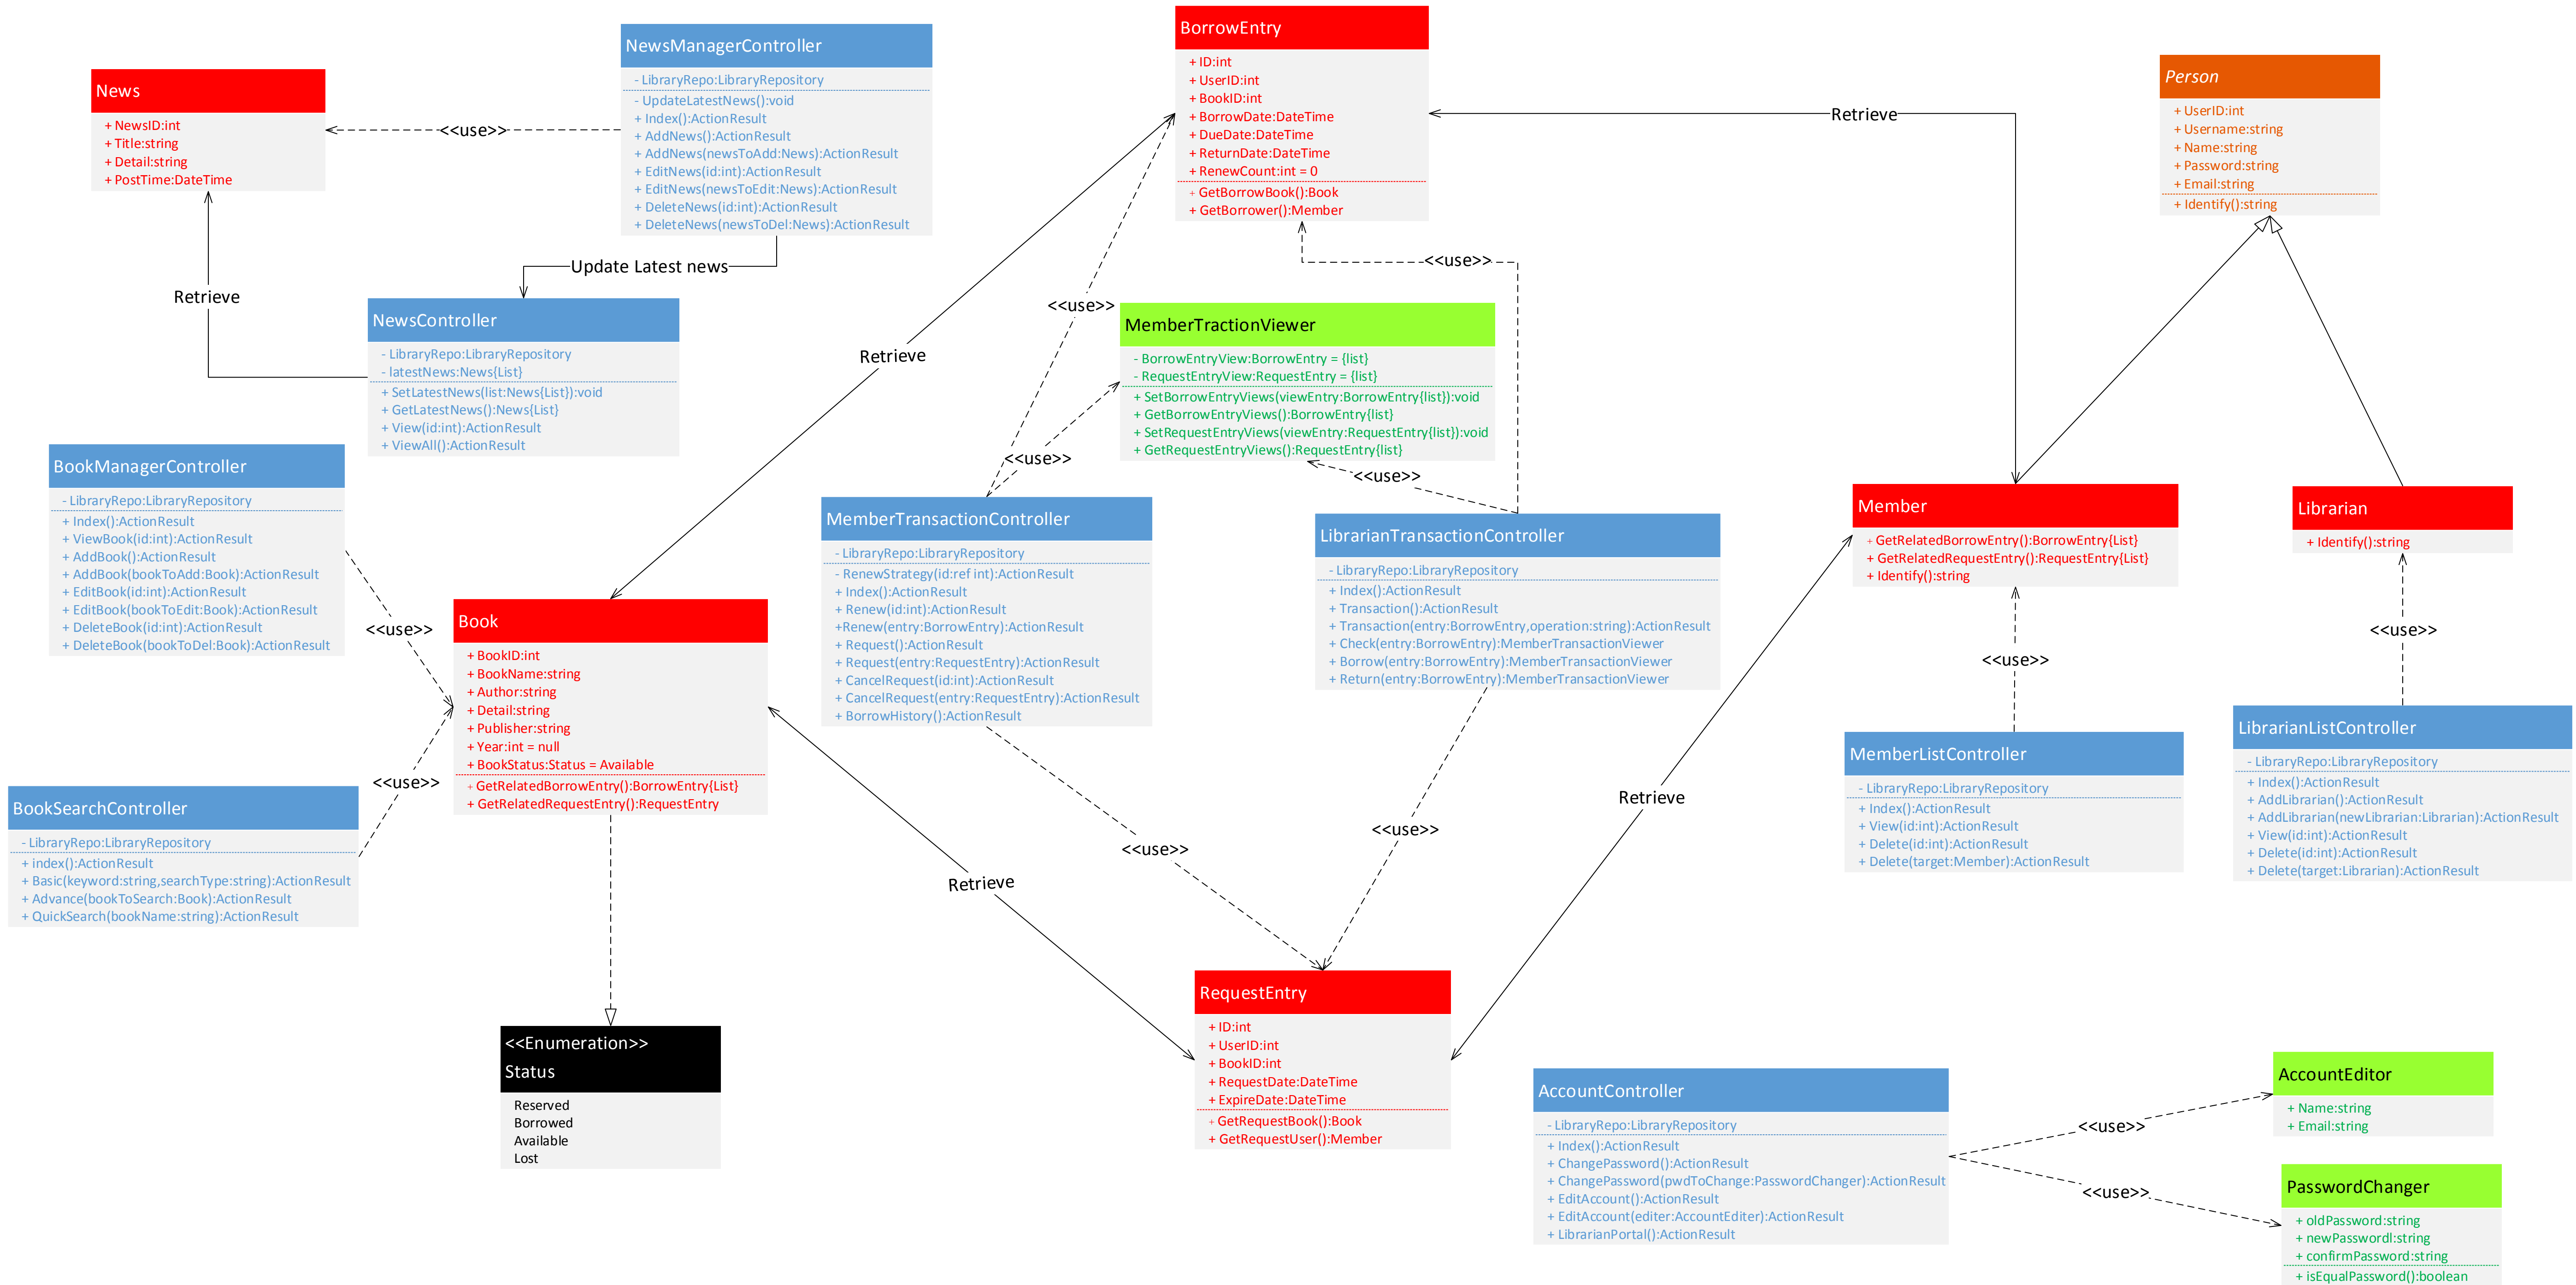 News
+ NewsID:int
+ Title:string
+ Detail:string
+ PostTime:DateTime
<<use>>
NewsManagerController
- LibraryRepo:LibraryRepository
- UpdateLatestNews():void
+ Index():ActionResult
+ AddNews():ActionResult
+ AddNews(newsToAdd:News):ActionResult
+ EditNews(id:int):ActionResult
+ EditNews(newsToEdit:News):ActionResult
+ DeleteNews(id:int):ActionResult
+ DeleteNews(newsToDel:News):ActionResult
Update Latest news
Retrieve
NewsController
- LibraryRepo:LibraryRepository
- latestNews:News{List}
+ SetLatestNews(list:News{List}):void
+ GetLatestNews():News{List}
+ View(id:int):ActionResult
+ ViewAll():ActionResult
BorrowEntry
+ ID:int
+ UserID:int
+ BookID:int
+ BorrowDate:DateTime
+ DueDate:DateTime
+ ReturnDate:DateTime
+ RenewCount:int = 0
+ GetBorrowBook():Book
+ GetBorrower():Member
Retrieve
Person
+ UserID:int
+ Username:string
+ Name:string
+ Password:string
+ Email:string
+ Identify():string
<<use>>
<<use>>
Retrieve
MemberTractionViewer
- BorrowEntryView:BorrowEntry = {list}
- RequestEntryView:RequestEntry = {list}
+ SetBorrowEntryViews(viewEntry:BorrowEntry{list}):void
+ GetBorrowEntryViews():BorrowEntry{list}
+ SetRequestEntryViews(viewEntry:RequestEntry{list}):void
+ GetRequestEntryViews():RequestEntry{list}
<<use>>
<<use>>
BookManagerController
- LibraryRepo:LibraryRepository
+ Index():ActionResult
+ ViewBook(id:int):ActionResult
+ AddBook():ActionResult
+ AddBook(bookToAdd:Book):ActionResult
+ EditBook(id:int):ActionResult
+ EditBook(bookToEdit:Book):ActionResult
+ DeleteBook(id:int):ActionResult
+ DeleteBook(bookToDel:Book):ActionResult
<<use>>
<<use>>
BookSearchController
- LibraryRepo:LibraryRepository
+ index():ActionResult
+ Basic(keyword:string,searchType:string):ActionResult
+ Advance(bookToSearch:Book):ActionResult
+ QuickSearch(bookName:string):ActionResult
Book
+ BookID:int
+ BookName:string
+ Author:string
+ Detail:string
+ Publisher:string
+ Year:int = null
+ BookStatus:Status = Available
+ GetRelatedBorrowEntry():BorrowEntry{List}
+ GetRelatedRequestEntry():RequestEntry
MemberTransactionController
- LibraryRepo:LibraryRepository
- RenewStrategy(id:ref int):ActionResult
+ Index():ActionResult
+ Renew(id:int):ActionResult
+Renew(entry:BorrowEntry):ActionResult
+ Request():ActionResult
+ Request(entry:RequestEntry):ActionResult
+ CancelRequest(id:int):ActionResult
+ CancelRequest(entry:RequestEntry):ActionResult
+ BorrowHistory():ActionResult
LibrarianTransactionController
- LibraryRepo:LibraryRepository
+ Index():ActionResult
+ Transaction():ActionResult
+ Transaction(entry:BorrowEntry,operation:string):ActionResult
+ Check(entry:BorrowEntry):MemberTransactionViewer
+ Borrow(entry:BorrowEntry):MemberTransactionViewer
+ Return(entry:BorrowEntry):MemberTransactionViewer
Member
+ GetRelatedBorrowEntry():BorrowEntry{List}
+ GetRelatedRequestEntry():RequestEntry{List}
+ Identify():string
Librarian
+ Identify():string
<<use>>
<<use>>
MemberListController
- LibraryRepo:LibraryRepository
+ Index():ActionResult
+ View(id:int):ActionResult
+ Delete(id:int):ActionResult
+ Delete(target:Member):ActionResult
LibrarianListController
- LibraryRepo:LibraryRepository
+ Index():ActionResult
+ AddLibrarian():ActionResult
+ AddLibrarian(newLibrarian:Librarian):ActionResult
+ View(id:int):ActionResult
+ Delete(id:int):ActionResult
+ Delete(target:Librarian):ActionResult
Retrieve
<<use>>
<<use>>
Retrieve
<<Enumeration>>
Status
Reserved
Borrowed
Available
Lost
RequestEntry
+ ID:int
+ UserID:int
+ BookID:int
+ RequestDate:DateTime
+ ExpireDate:DateTime
+ GetRequestBook():Book
+ GetRequestUser():Member
AccountController
- LibraryRepo:LibraryRepository
+ Index():ActionResult
+ ChangePassword():ActionResult
+ ChangePassword(pwdToChange:PasswordChanger):ActionResult
+ EditAccount():ActionResult
+ EditAccount(editer:AccountEditer):ActionResult
+ LibrarianPortal():ActionResult
<<use>>
<<use>>
AccountEditor
+ Name:string
+ Email:string
PasswordChanger
+ oldPassword:string
+ newPasswordl:string
+ confirmPassword:string
+ isEqualPassword():boolean